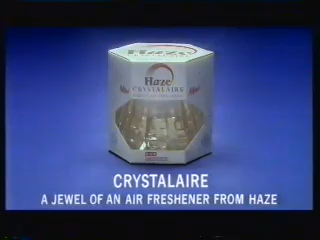 Haze
CRYSTALAIRE
CRYSTALAIRE
A JEWEL OF AN AIR FRESHENER FROM HAZE